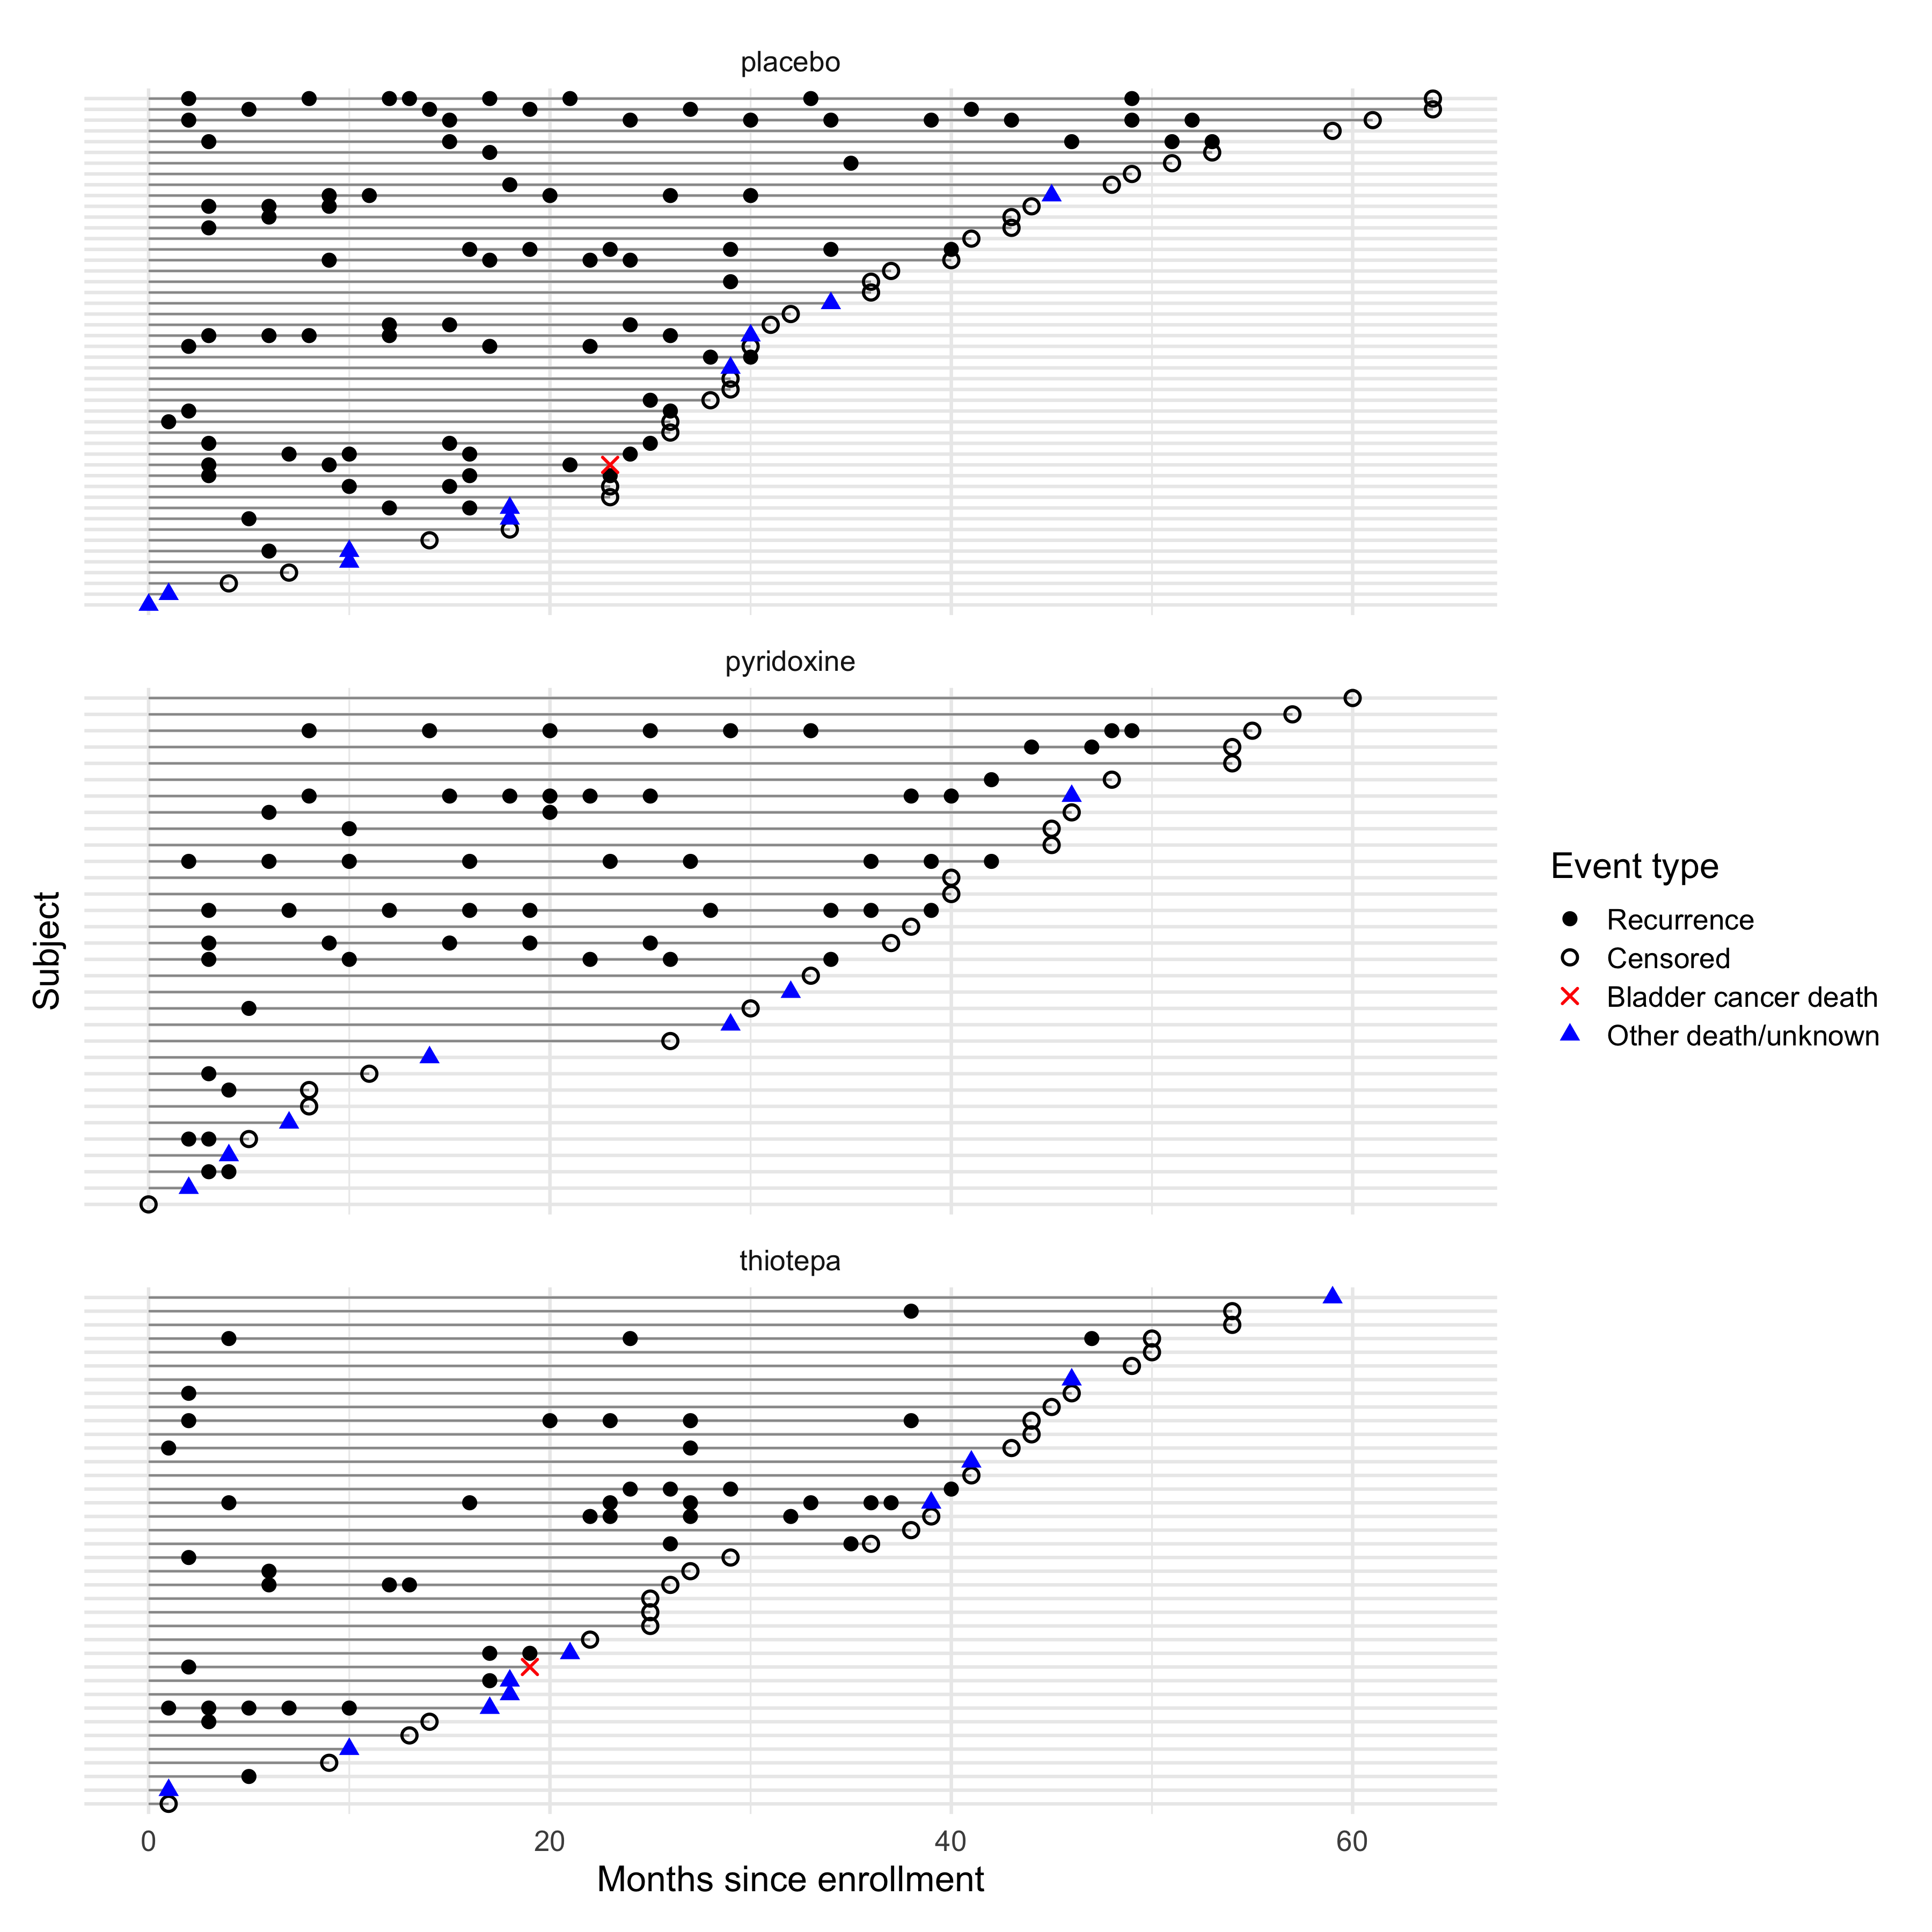 placebo
pyridoxine
Subject
Event type
Recurrence
Censored
Bladder cancer death
Other death/unknown
thiotepa
0 20 40 60
Months since enrollment